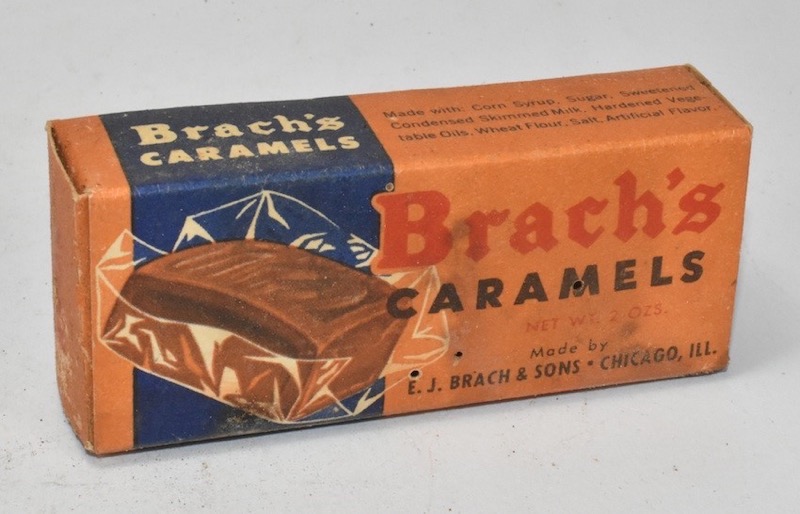 Brach's
CARAMELS
Made with: Corn Syrup, Sugar, Sweetened
Condensed Skimmed Milk, Hardened Vege-
table Oils, Wheat Flour, Salt, Artificial Flavor.
Brach's
CARAMELS
NET WT. 2 OZS.
Made by
E. J. BRACH & SONS • CHICAGO, ILL.